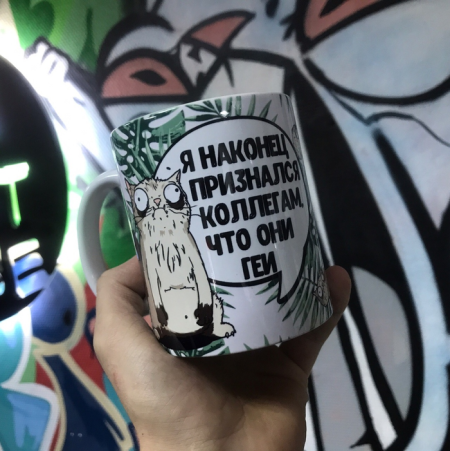 Я НАКОНЕЦ
ПРИЗНАЛСЯ
КОЛЛЕГАМ,
ЧТО ОНИ
ГЕИ